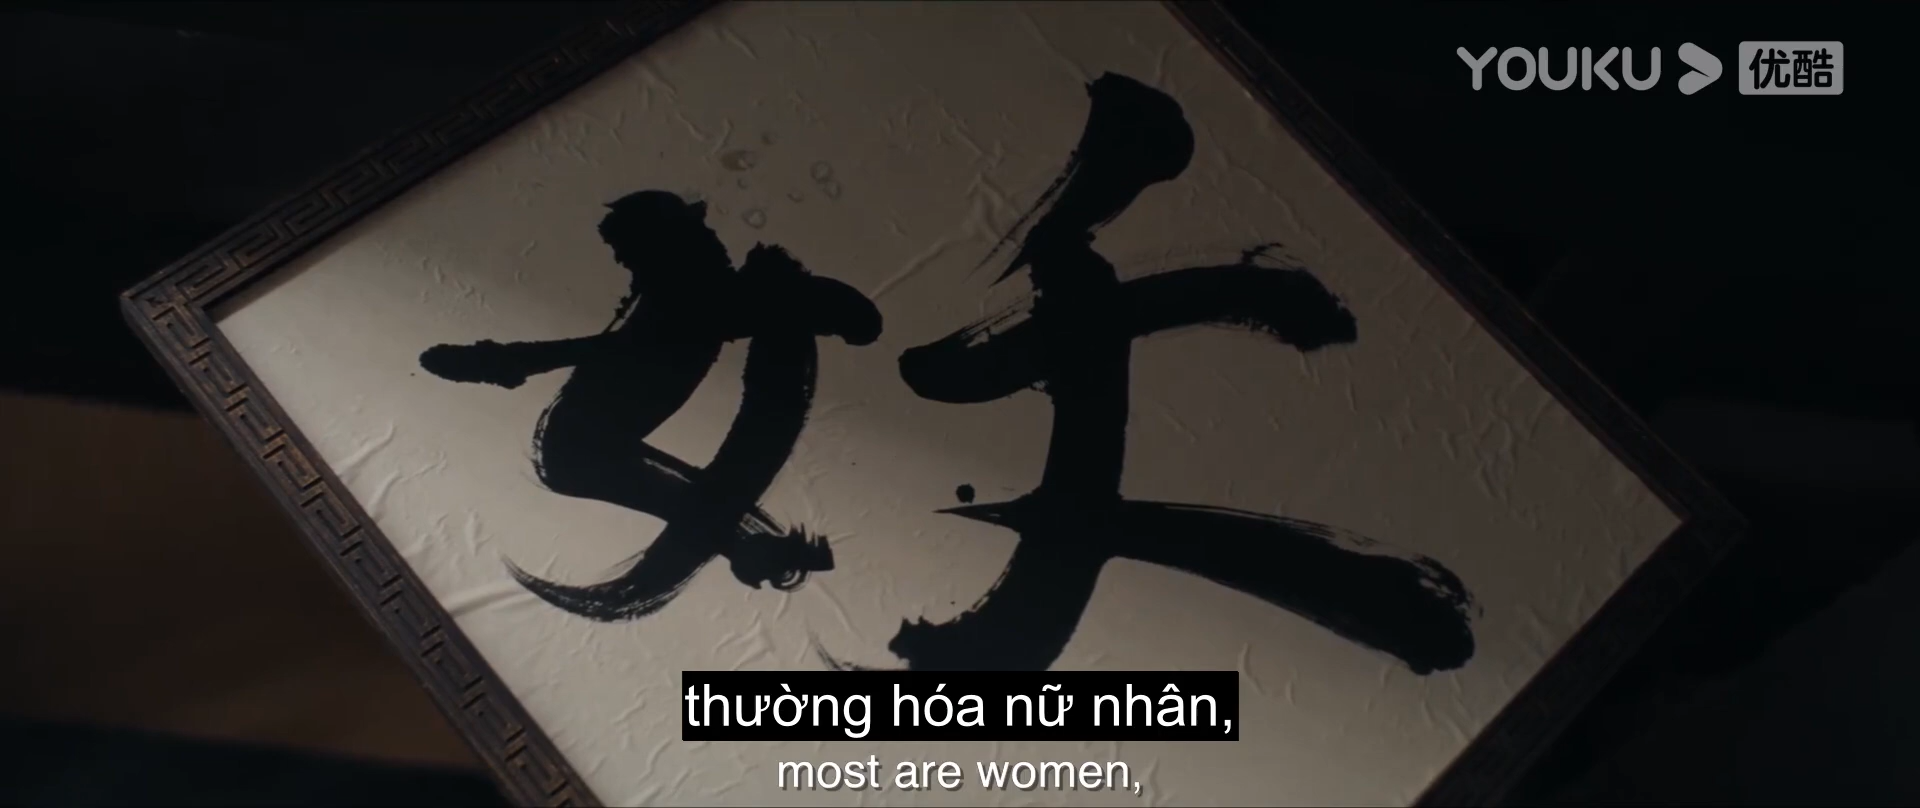 YOUKU 优酷
妖
thường hóa nữ nhân,
most are women,